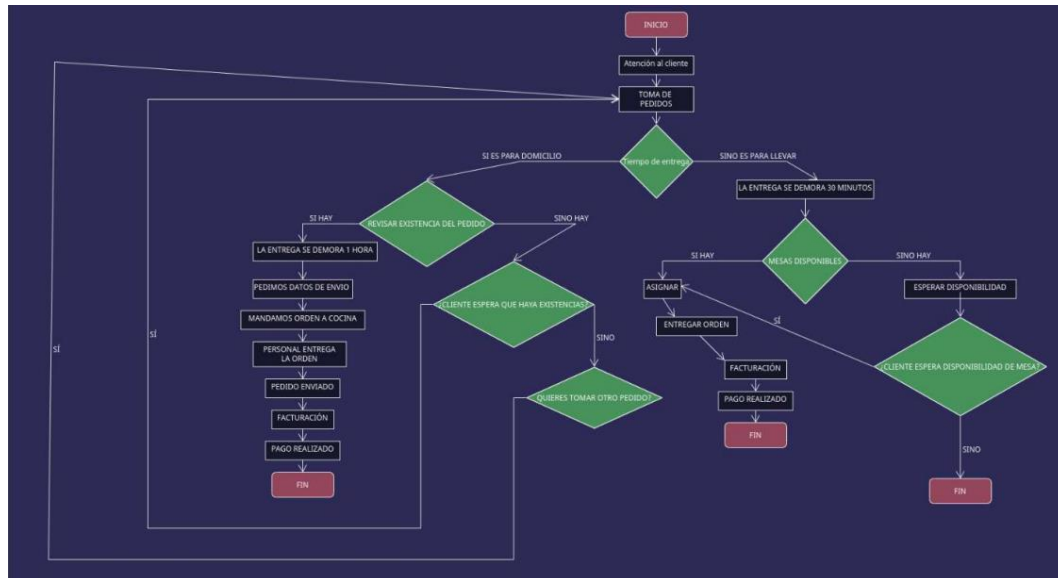 INICIO
Atención al cliente
TOMA DE
PEDIDOS
Tiempo de entrega
SI ES PARA DOMICILIO
SINO ES PARA LLEVAR
LA ENTREGA SE DEMORA 30 MINUTOS
REVISAR EXISTENCIA DEL PEDIDO
SI HAY
SINO HAY
LA ENTREGA SE DEMORA 1 HORA
PEDIMOS DATOS DE ENVIO
MANDAMOS ORDEN A COCINA
PERSONAL ENTREGA
LA ORDEN
PEDIDO ENVIADO
FACTURACIÓN
PAGO REALIZADO
FIN
¿CLIENTE ESPERA QUE HAYA EXISTENCIAS?
SÍ
SINO
QUIERES TOMAR OTRO PEDIDO?
SÍ
MESAS DISPONIBLES
SI HAY
SINO HAY
ASIGNAR
ENTREGAR ORDEN
FACTURACIÓN
PAGO REALIZADO
FIN
ESPERAR DISPONIBILIDAD
¿CLIENTE ESPERA DISPONIBILIDAD DE MESA?
SÍ
SINO
FIN